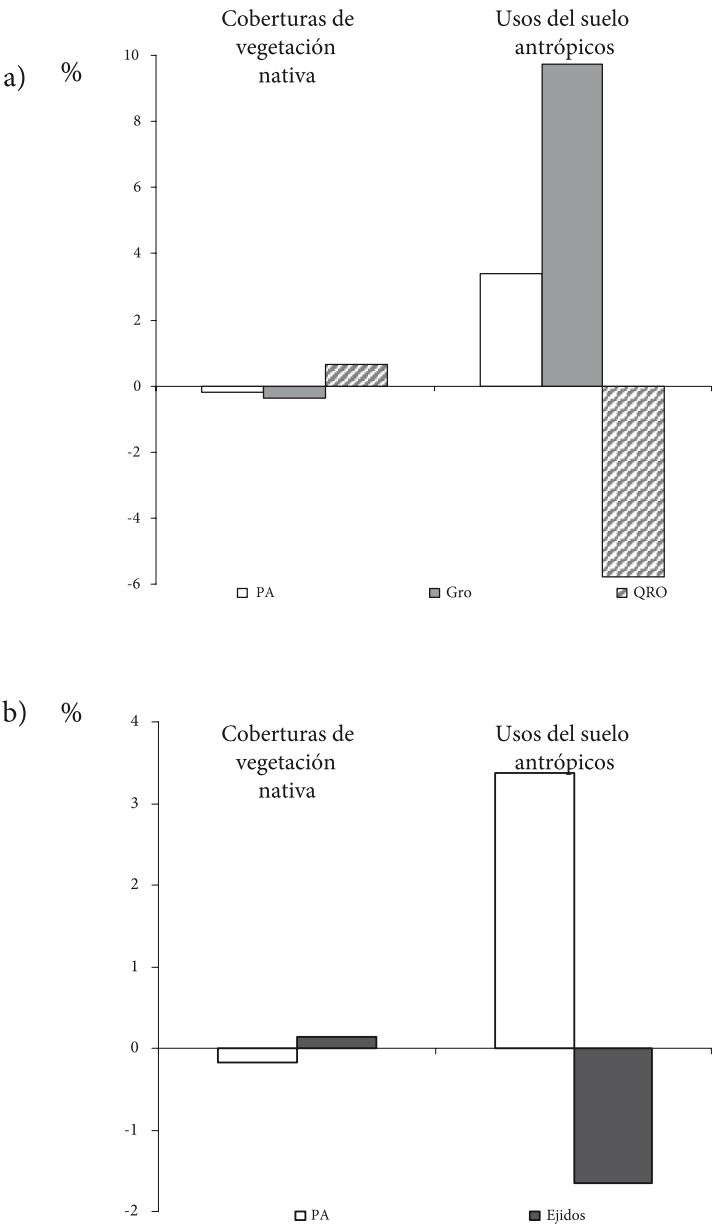 Coberturas de
vegetación
nativa
Usos del suelo
antrópicos
a)
%
10
8
6
4
2
0
-2
-4
-6
PA
Gro
QRO
b)
%
Coberturas de
vegetación
nativa
Usos del suelo
antrópicos
4
3
2
1
0
-1
-2
PA
Ejidos